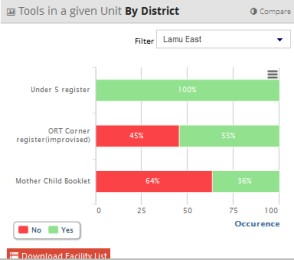 Tools in a given Unit By District
Compare
Filter Lamu East
Under 5 register
100%
ORT Corner
register(improvised)
45% 55%
Mother Child Booklet
64% 36%
0 25 50 75 100
Occurence
No Yes
Download Facility List